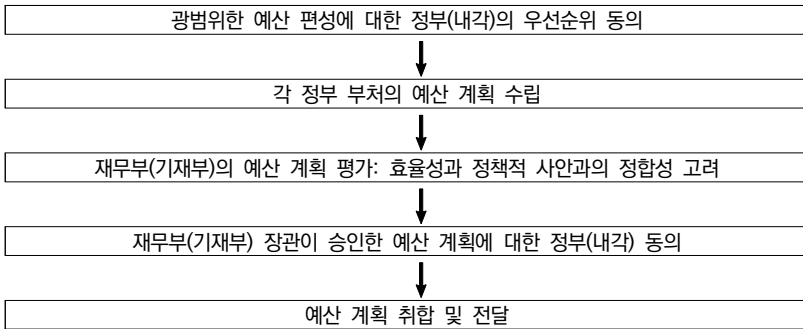 광범위한 예산 편성에 대한 정부(내각)의 우선순위 동의
각 정부 부처의 예산 계획 수립
재무부(기재부)의 예산 계획 평가: 효율성과 정책적 사안과의 정합성 고려
재무부(기재부) 장관이 승인한 예산 계획에 대한 정부(내각) 동의
예산 계획 취합 및 전달